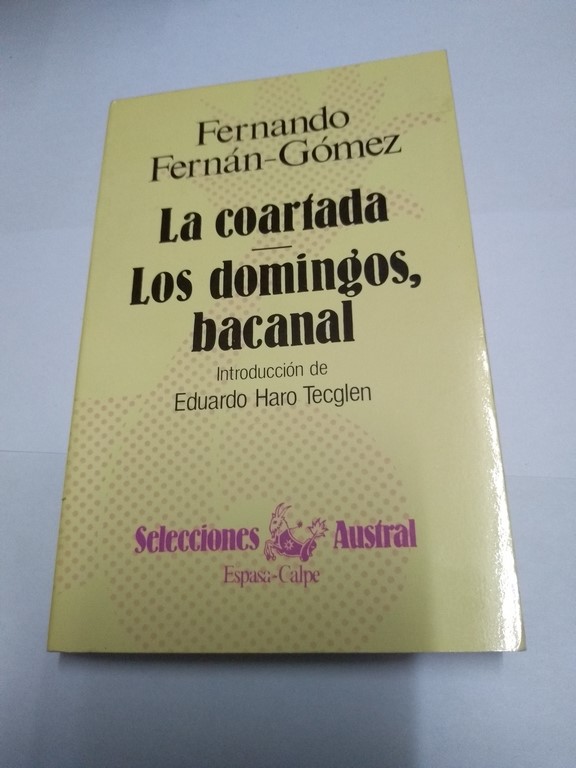 Fernando
Fernán-Gómez
La coartada
Los domingos,
bacanal
Introducción de
Eduardo Haro Tecglen
Selecciones Austral
Espasa-Calpe